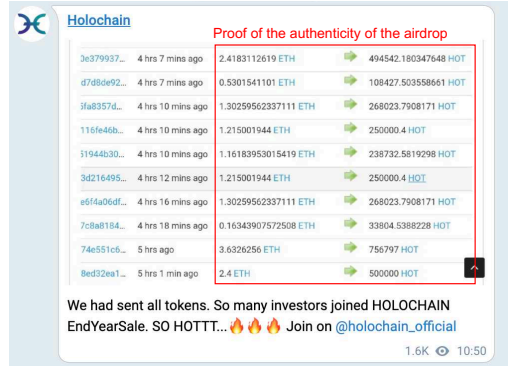 Holochain
Proof of the authenticity of the airdrop
0e379937... 4 hrs 7 mins ago 2.4183112619 ETH 494542.180347648 HOT
d7d8de92... 4 hrs 7 mins ago 0.5301541101 ETH 108427.503558661 HOT
5fa8357d... 4 hrs 10 mins ago 1.30259562337111 ETH 268023.7908171 HOT
116fe46b... 4 hrs 10 mins ago 1.215001944 ETH 250000.4 HOT
51944b30... 4 hrs 10 mins ago 1.16183953015419 ETH 238732.5819298 HOT
3d216495... 4 hrs 12 mins ago 1.215001944 ETH 250000.4 HOT
e6f4a06df... 4 hrs 16 mins ago 1.30259562337111 ETH 268023.7908171 HOT
7c8a8184... 4 hrs 18 mins ago 0.16343907572508 ETH 33804.5388228 HOT
74e551c6... 5 hrs ago 3.6326256 ETH 756797 HOT
8ed32ea1... 5 hrs 1 min ago 2.4 ETH 500000 HOT
We had sent all tokens. So many investors joined HOLOCHAIN
EndYearSale. SO HOTTT...🔥🔥🔥 Join on @holochain_official
1.6K 10:50